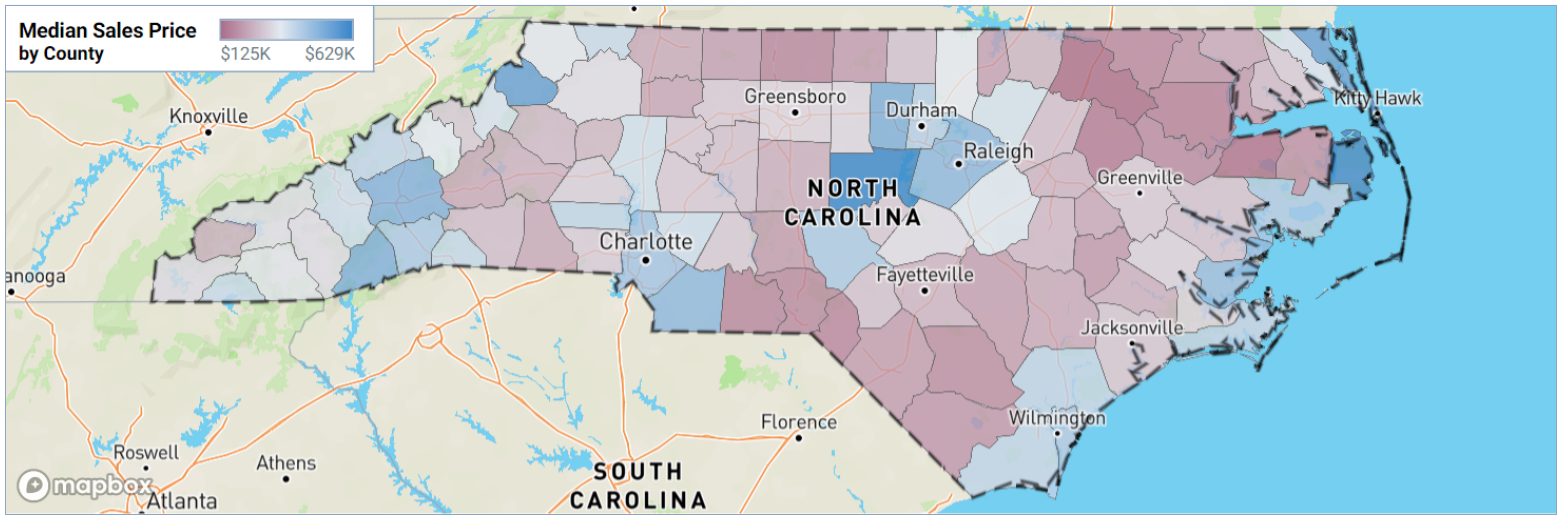 Median Sales Price
by County
$125K $629K
Knoxville
Greensboro
Durham
Kitty Hawk
Raleigh
Greenville
NORTH
CAROLINA
Charlotte
anooga
Fayetteville
Jacksonville
Wilmington
Florence
Roswell
Athens
SOUTH
CAROLINA
mapbox
Atlanta